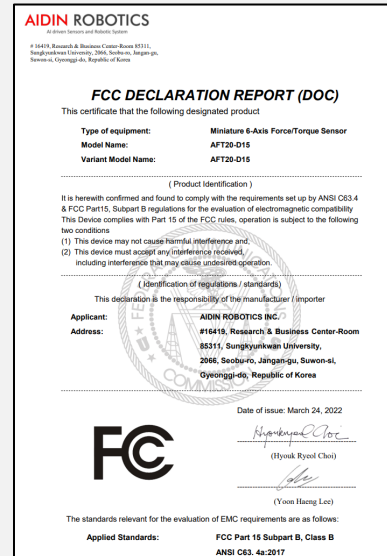 AIDIN ROBOTICS
AI-driven Sensors and Robotic System
# 16419, Research & Business Center-Room 85311,
Sungkyunkwan University, 2066, Seobu-ro, Jangan-gu,
Suwon-si, Gyeonggi-do, Republic of Korea
FCC DECLARATION REPORT (DOC)
This certificate that the following designated product
Type of equipment: Miniature 6-Axis Force/Torque Sensor
Model Name: AFT20-D15
Variant Model Name: AFT20-D15
( Product Identification )
It is herewith confirmed and found to comply with the requirements set up by ANSI C63.4
& FCC Part15, Subpart B regulations for the evaluation of electromagnetic compatibility
This Device complies with Part 15 of the FCC rules, operation is subject to the following
two conditions
(1) This device may not cause harmful interference and,
(2) This device must accept any interference received,
including interference that may cause undesired operation.
( Identification of regulations / standards)
This declaration is the responsibility of the manufacturer / importer
Applicant: AIDIN ROBOTICS INC.
Address: #16419, Research & Business Center-Room
85311, Sungkyunkwan University,
2066, Seobu-ro, Jangan-gu, Suwon-si,
Gyeonggi-do, Republic of Korea
FEDERAL COMMUNICATIONS COMMISSION
U.S.A.
Date of issue: March 24, 2022
FC
Hyoukryeol Choi
(Hyouk Ryeol Choi)
(Yoon Haeng Lee)
The standards relevant for the evaluation of EMC requirements are as follows:
Applied Standards: FCC Part 15 Subpart B, Class B
ANSI C63. 4a:2017